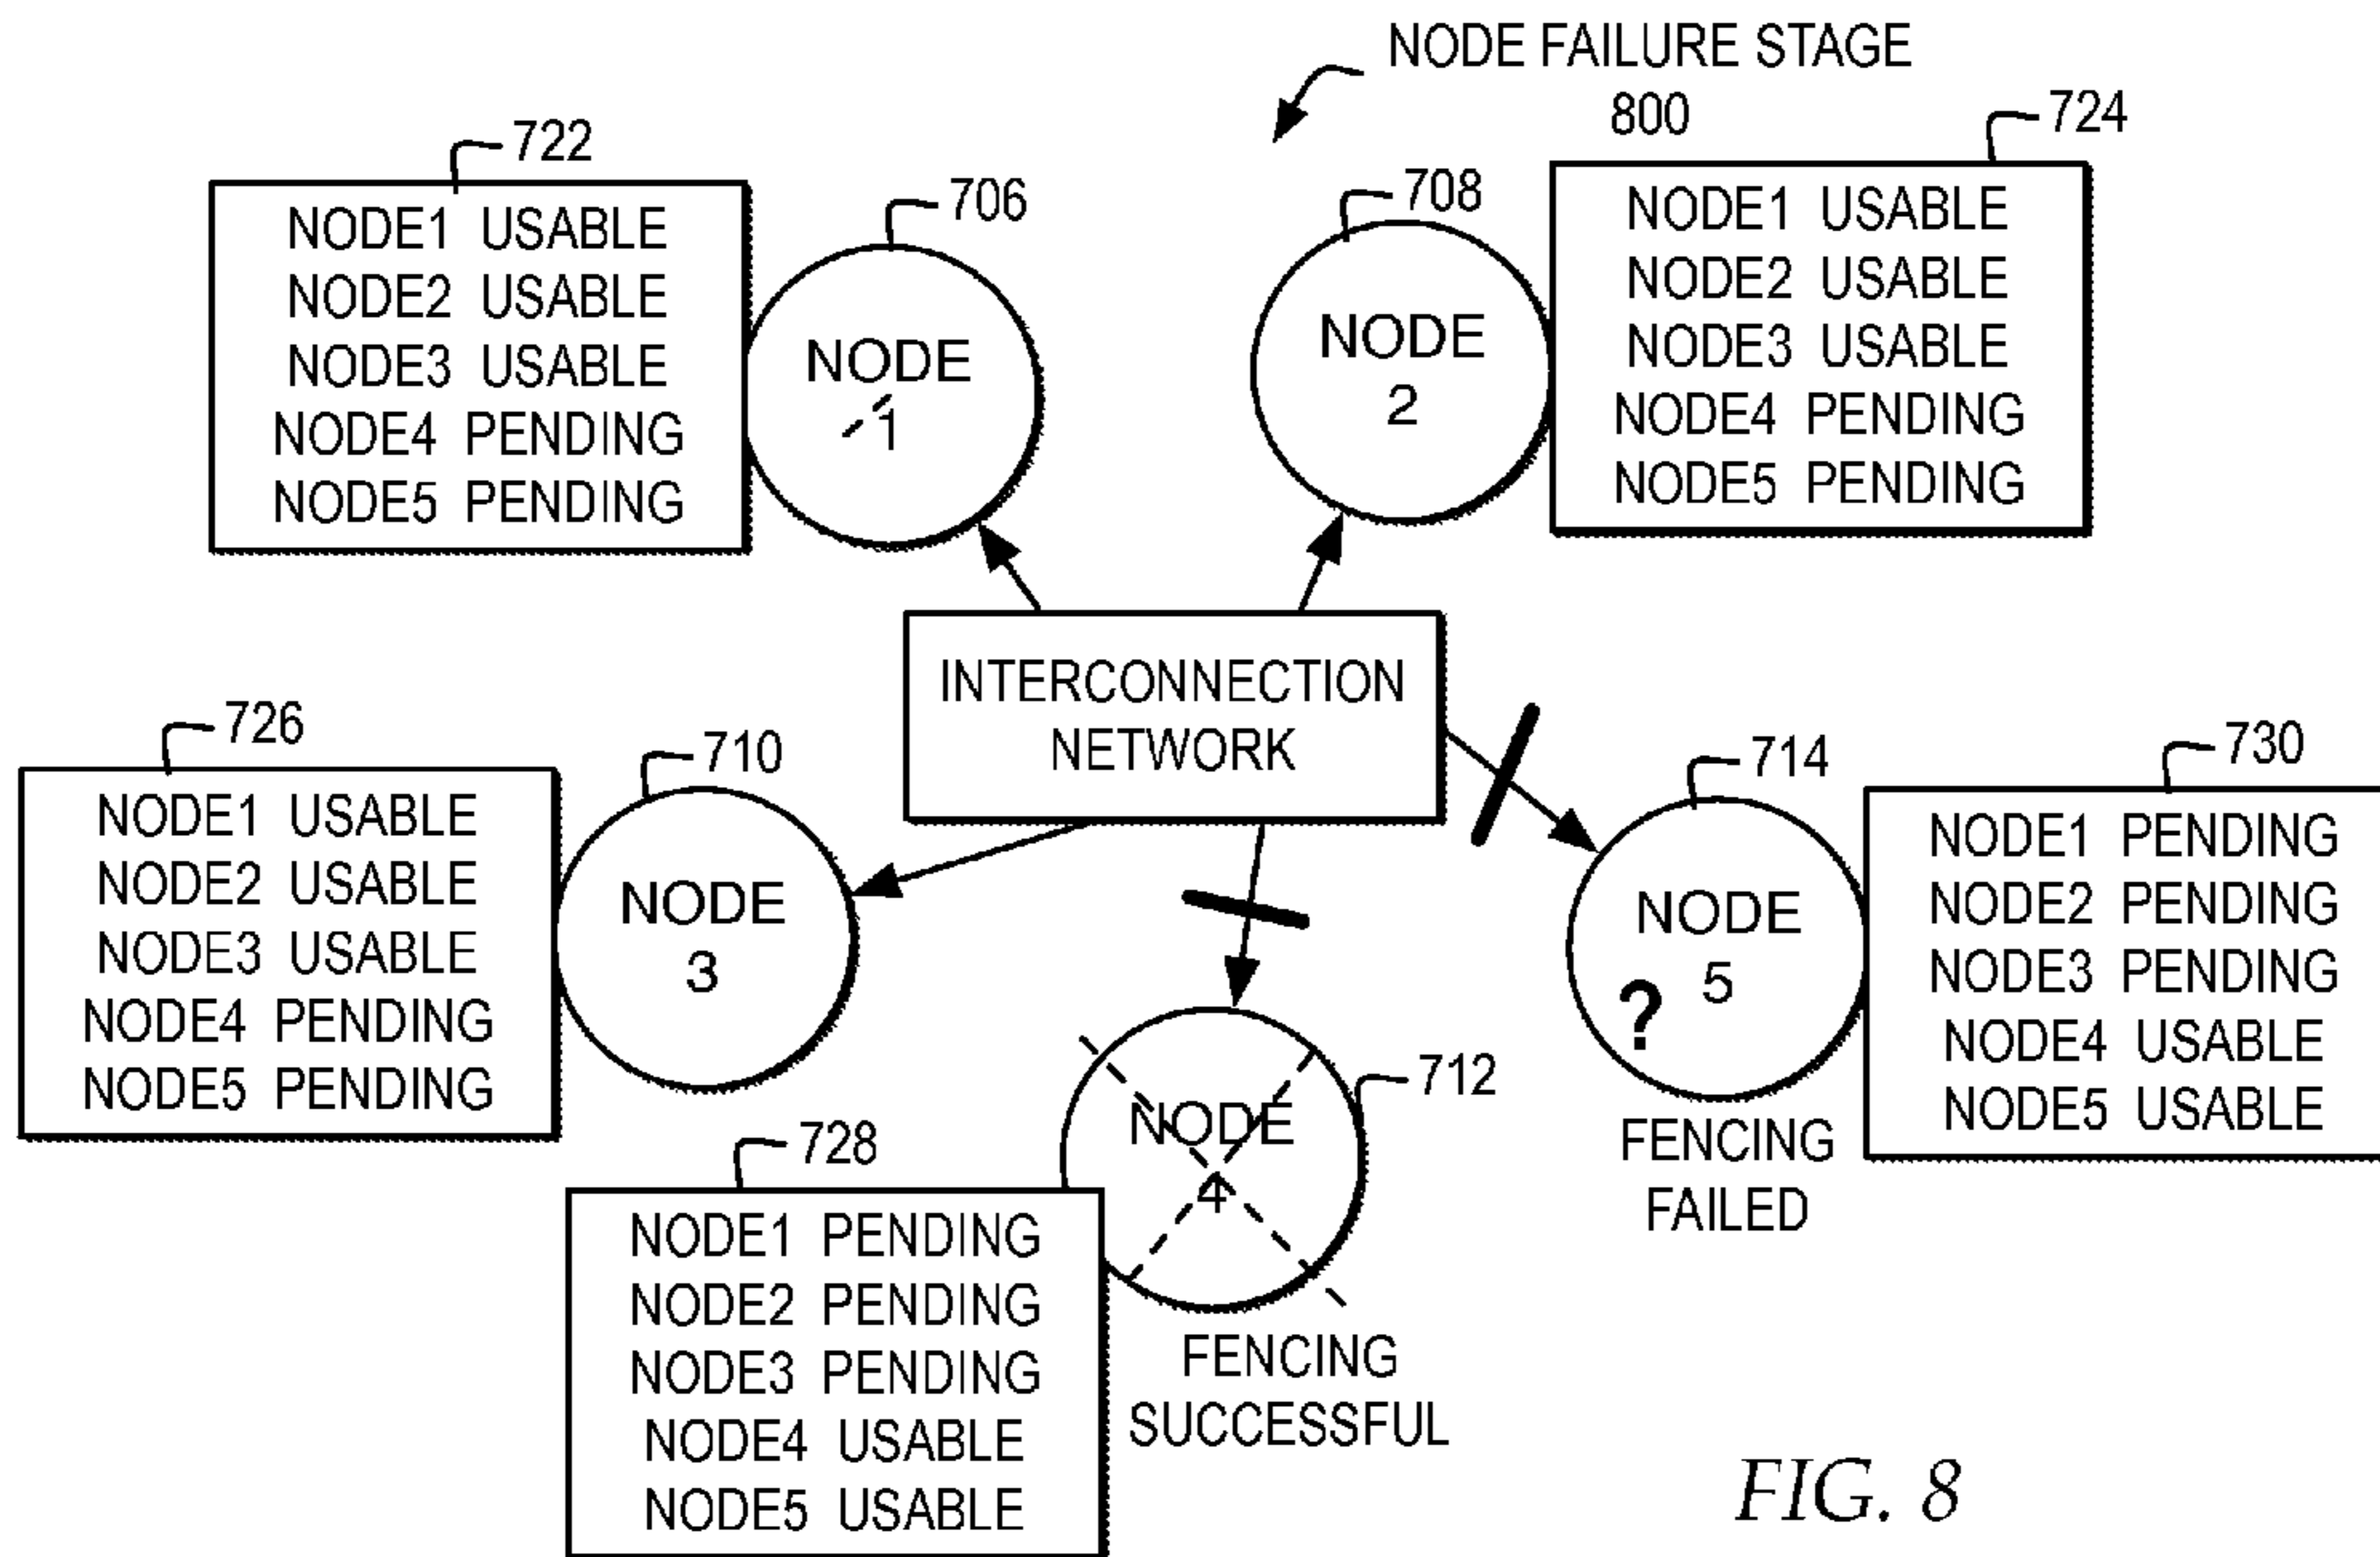 NODE FAILURE STAGE
800
722
NODE1 USABLE
NODE2 USABLE
NODE3 USABLE
NODE4 PENDING
NODE5 PENDING
706
NODE
1
708
NODE
2
724
NODE1 USABLE
NODE2 USABLE
NODE3 USABLE
NODE4 PENDING
NODE5 PENDING
INTERCONNECTION
NETWORK
726
NODE1 USABLE
NODE2 USABLE
NODE3 USABLE
NODE4 PENDING
NODE5 PENDING
710
NODE
3
714
NODE
5
?
FENCING
FAILED
730
NODE1 PENDING
NODE2 PENDING
NODE3 PENDING
NODE4 USABLE
NODE5 USABLE
712
NODE
4
FENCING
SUCCESSFUL
728
NODE1 PENDING
NODE2 PENDING
NODE3 PENDING
NODE4 USABLE
NODE5 USABLE
FIG. 8